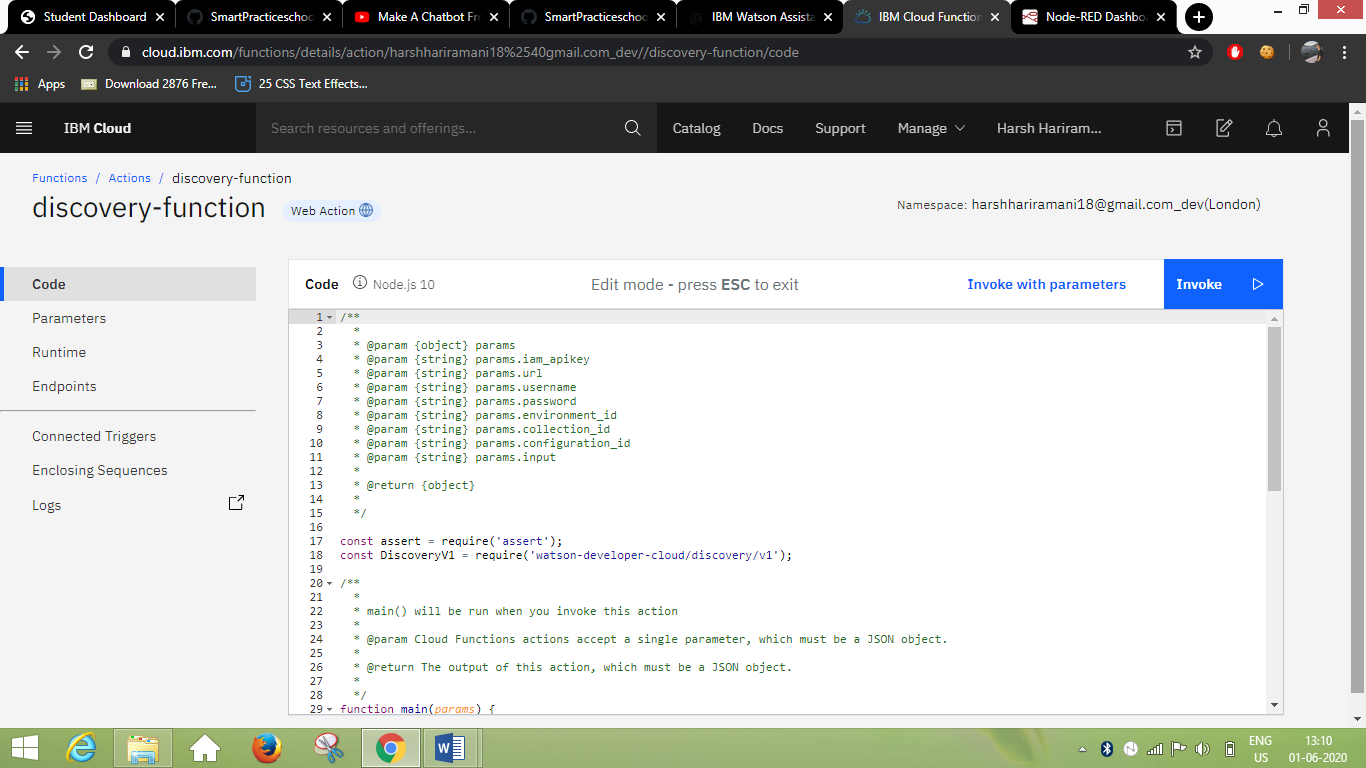 Student Dashboard
SmartPracticeschoo
Make A Chatbot Fr
SmartPracticeschoo
IBM Watson Assista
IBM Cloud Function
Node-RED Dashbo
cloud.ibm.com/functions/details/action/harshhariramani18%2540gmail.com_dev//discovery-function/code
Apps
Download 2876 Fre...
25 CSS Text Effects...
IBM Cloud
Search resources and offerings...
Catalog
Docs
Support
Manage
Harsh Hariram...
Functions / Actions / discovery-function
discovery-function
Web Action
Namespace: harshhariramani18@gmail.com_dev(London)
Code
Parameters
Runtime
Endpoints
Connected Triggers
Enclosing Sequences
Logs
Code
Node.js 10
Edit mode - press ESC to exit
Invoke with parameters
Invoke
1 /**
2 *
3 * @param {object} params
4 * @param {string} params.iam_apikey
5 * @param {string} params.url
6 * @param {string} params.username
7 * @param {string} params.password
8 * @param {string} params.environment_id
9 * @param {string} params.collection_id
10 * @param {string} params.configuration_id
11 * @param {string} params.input
12 *
13 * @return {object}
14 *
15 */
16
17 const assert = require('assert');
18 const DiscoveryV1 = require('watson-developer-cloud/discovery/v1');
19
20 /**
21 *
22 * main() will be run when you invoke this action
23 *
24 * @param Cloud Functions actions accept a single parameter, which must be a JSON object.
25 *
26 * @return The output of this action, which must be a JSON object.
27 *
28 */
29 function main(params) {
ENG
US
13:10
01-06-2020